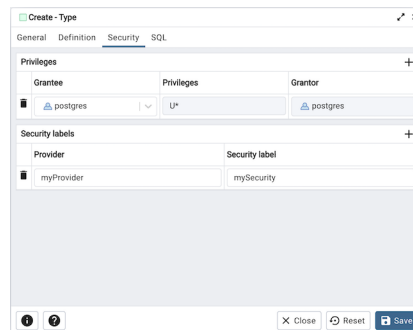 Create - Type
General Definition Security SQL
Privileges
Grantee Privileges Grantor
postgres U* postgres
Security labels
Provider Security label
myProvider mySecurity
Close Reset Save